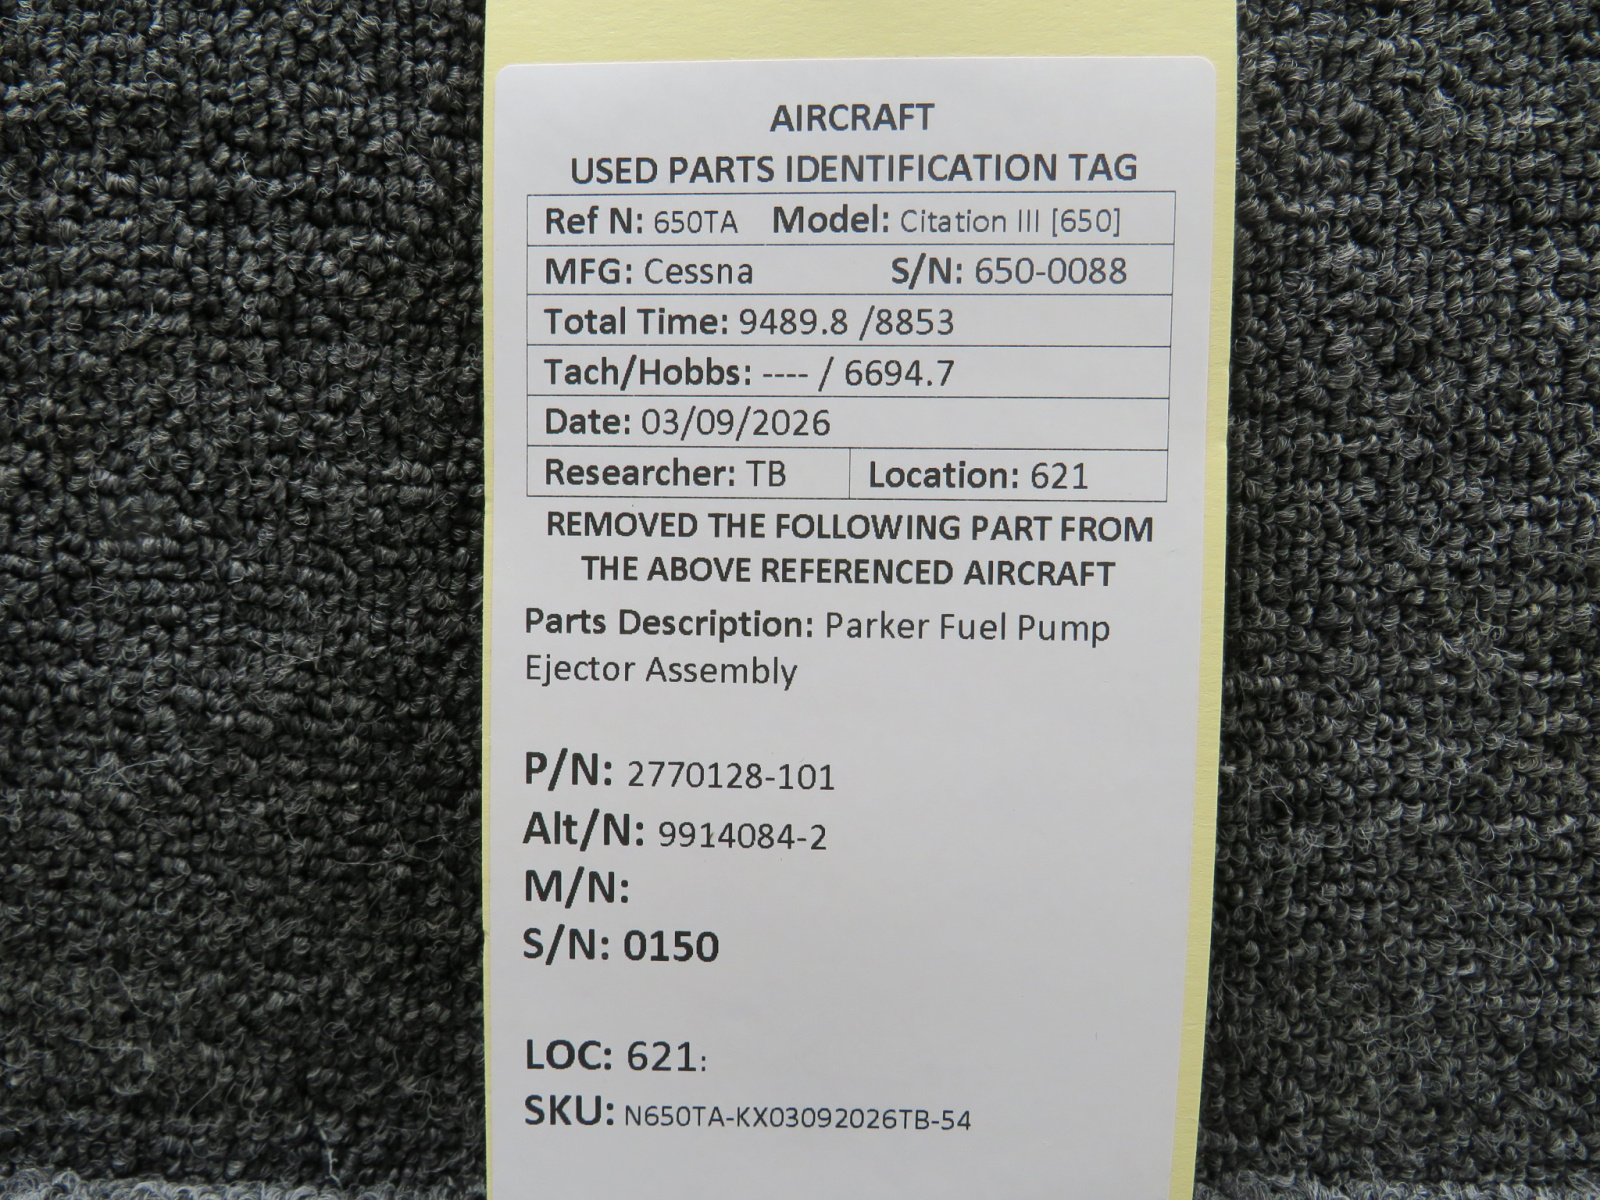 AIRCRAFT
USED PARTS IDENTIFICATION TAG
Ref N: 650TA Model: Citation III [650]
MFG: Cessna S/N: 650-0088
Total Time: 9489.8 /8853
Tach/Hobbs: ---- / 6694.7
Date: 03/09/2026
Researcher: TB Location: 621
REMOVED THE FOLLOWING PART FROM
THE ABOVE REFERENCED AIRCRAFT
Parts Description: Parker Fuel Pump
Ejector Assembly
P/N: 2770128-101
Alt/N: 9914084-2
M/N:
S/N: 0150
LOC: 621:
SKU: N650TA-KX03092026TB-54